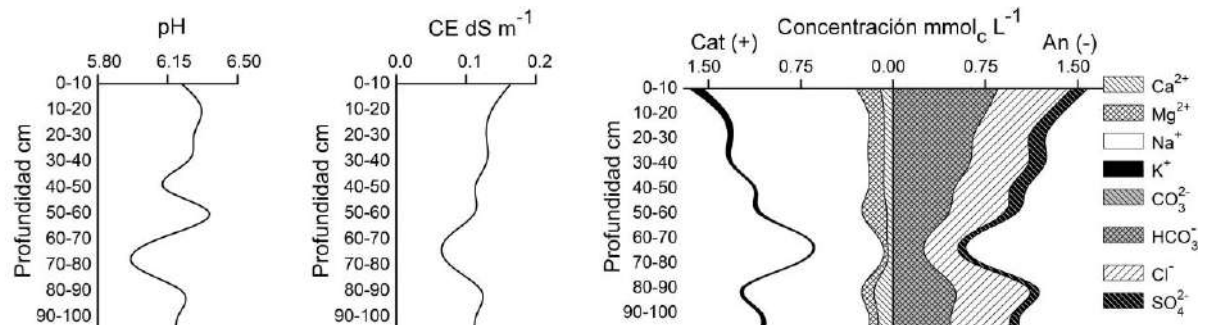 pH
5.80 6.15 6.50
Profundidad cm
0-10
10-20
20-30
30-40
40-50
50-60
60-70
70-80
80-90
90-100
CE dS m⁻¹
0.0 0.1 0.2
Profundidad cm
0-10
10-20
20-30
30-40
40-50
50-60
60-70
70-80
80-90
90-100
Concentración mmol_c L⁻¹
Cat (+) An (-)
1.50 0.75 0.00 0.75 1.50
Profundidad cm
0-10
10-20
20-30
30-40
40-50
50-60
60-70
70-80
80-90
90-100
Ca²⁺
Mg²⁺
Na⁺
K⁺
CO₃²⁻
HCO₃⁻
Cl⁻
SO₄²⁻